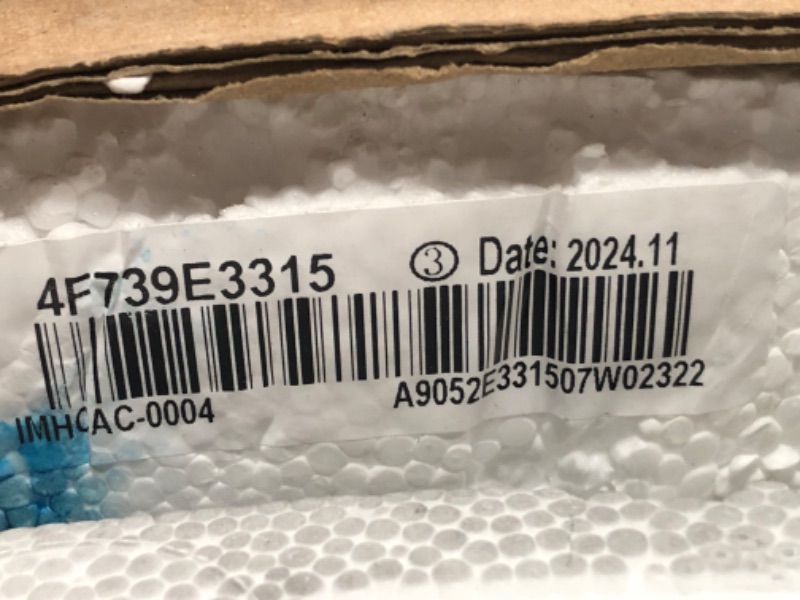 4F739E3315 ③ Date: 2024.11
IMHCAC-0004 A9052E331507W02322